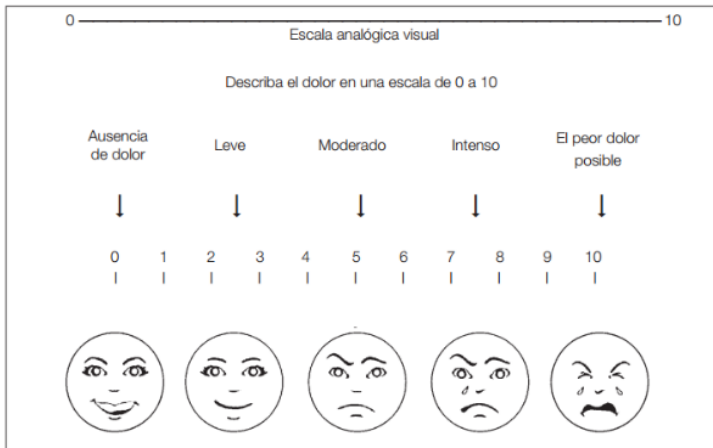 0 10
Escala analógica visual
Describa el dolor en una escala de 0 a 10
Ausencia de dolor
Leve
Moderado
Intenso
El peor dolor posible
0 1 2 3 4 5 6 7 8 9 10